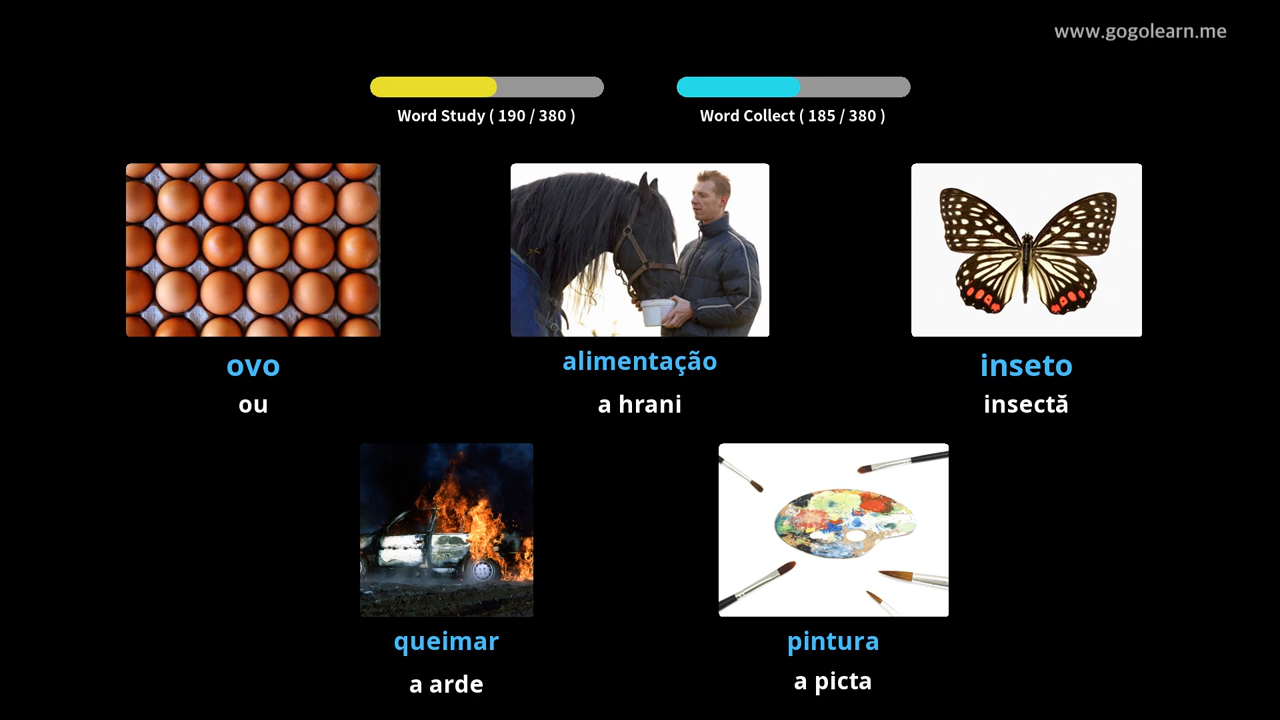 www.gogolearn.me
Word Study ( 190 / 380 )
Word Collect ( 185 / 380 )
ovo
ou
alimentação
a hrani
inseto
insectă
queimar
a arde
pintura
a picta